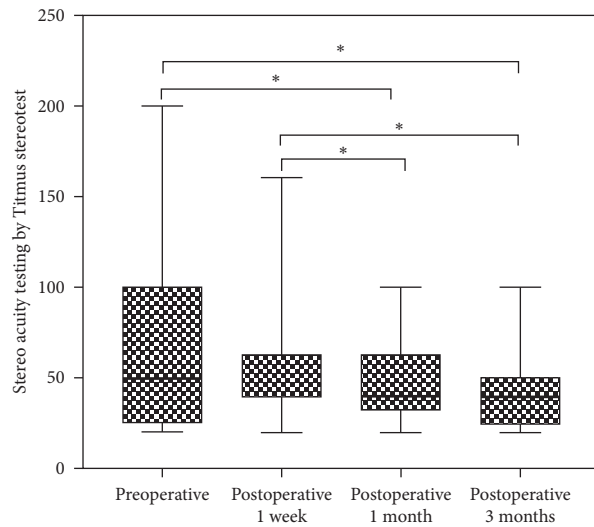 250
200
150
100
50
0
Stereo acuity testing by Titmus stereotest
*
*
*
*
Preoperative
Postoperative
1 week
Postoperative
1 month
Postoperative
3 months